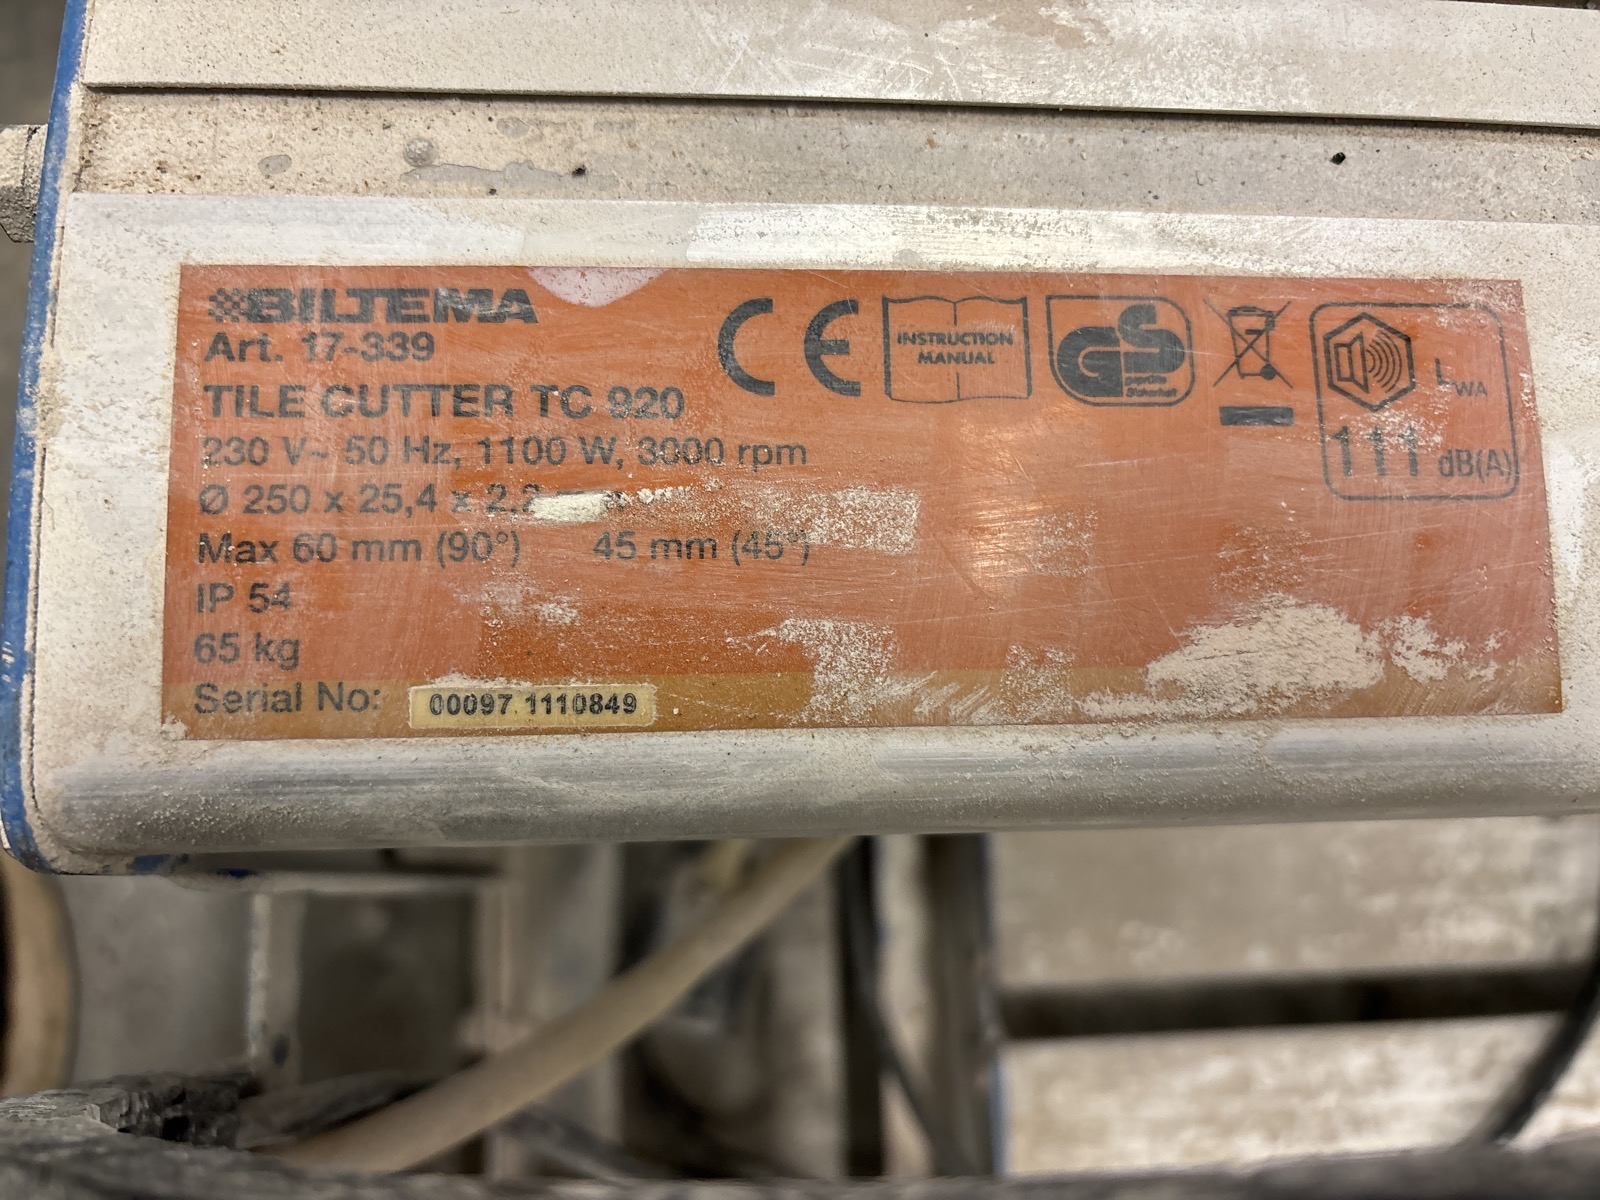 BILTEMA
Art. 17-339
TILE CUTTER TC 920
230 V~ 50 Hz, 1100 W, 3000 rpm
Ø 250 x 25,4 x 2,2
Max 60 mm (90°) 45 mm (45°)
IP 54
65 kg
Serial No: 00097.1110849
CE
INSTRUCTION
MANUAL
GS
geprüfte
Sicherheit
LWA
111 dB(A)